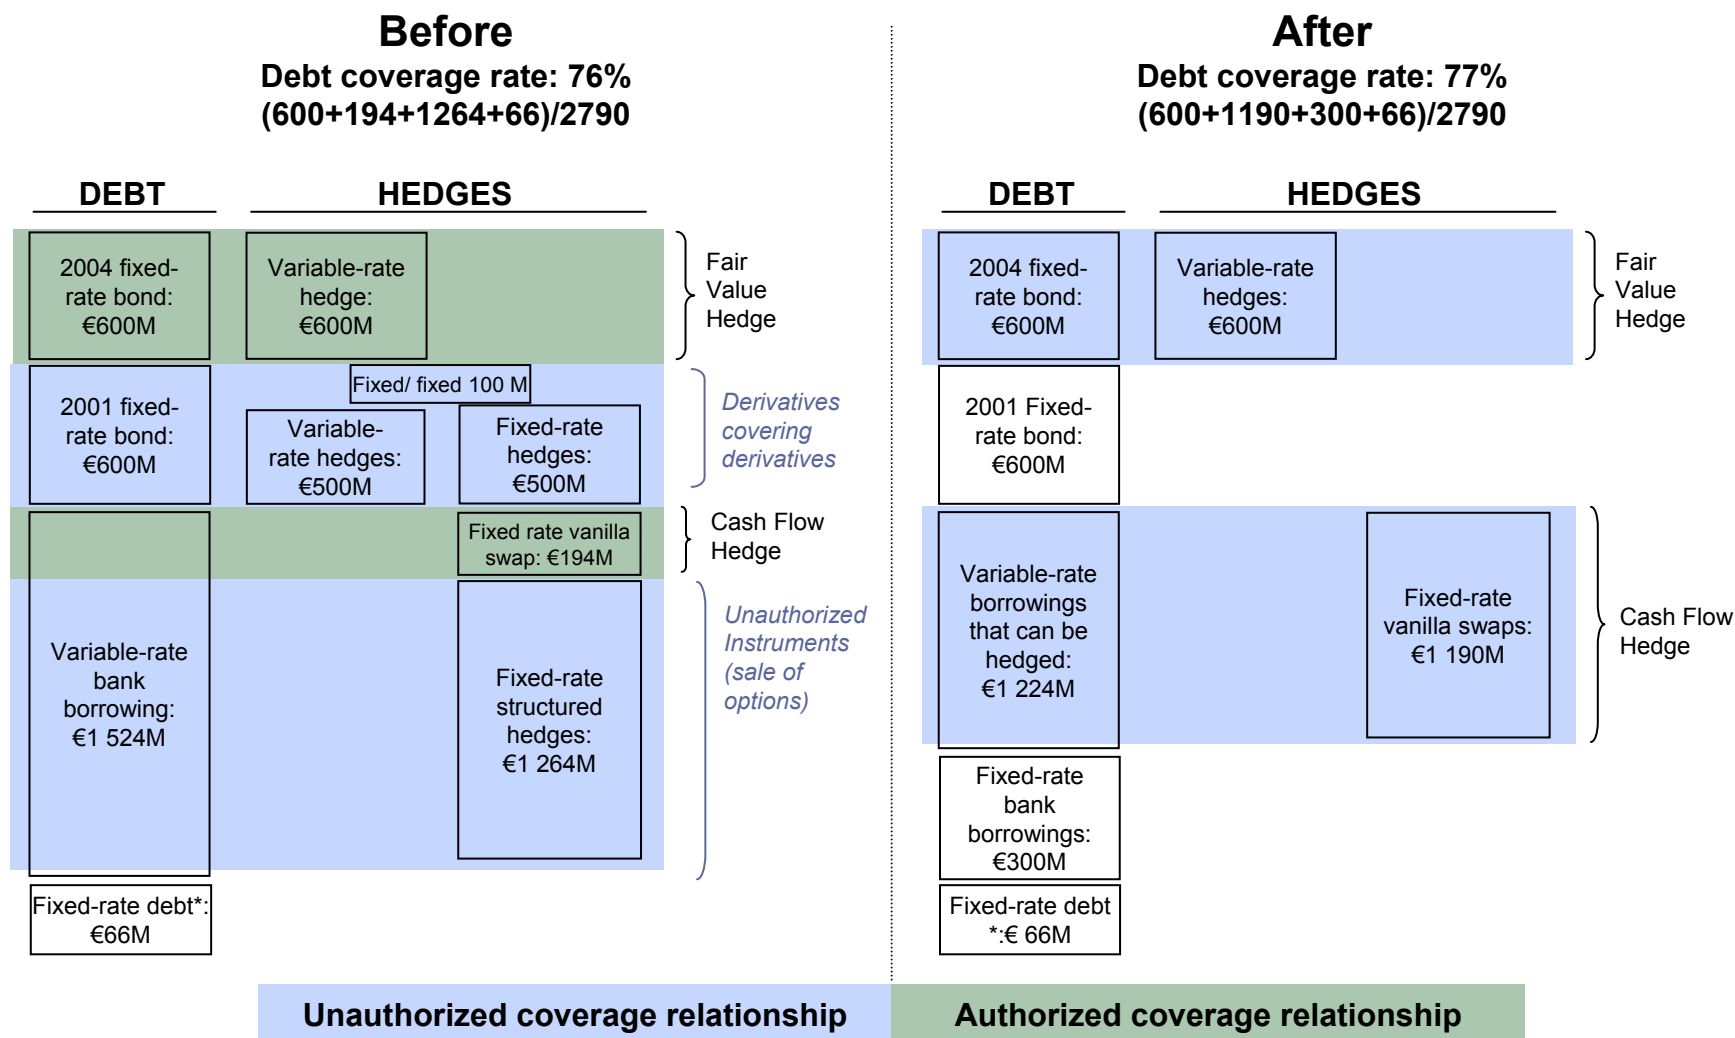 Before
Debt coverage rate: 76%
(600+194+1264+66)/2790
DEBT
HEDGES
2004 fixed-
rate bond:
€600M
Variable-rate
hedge:
€600M
Fair
Value
Hedge
2001 fixed-
rate bond:
€600M
Fixed/ fixed 100 M
Variable-
rate hedges:
€500M
Fixed-rate
hedges:
€500M
Derivatives
covering
derivatives
Fixed rate vanilla
swap: €194M
Cash Flow
Hedge
Variable-rate
bank
borrowing:
€1 524M
Fixed-rate
structured
hedges:
€1 264M
Unauthorized
Instruments
(sale of
options)
Fixed-rate debt*:
€66M
After
Debt coverage rate: 77%
(600+1190+300+66)/2790
DEBT
HEDGES
2004 fixed-
rate bond:
€600M
Variable-rate
hedges:
€600M
Fair
Value
Hedge
2001 Fixed-
rate bond:
€600M
Variable-rate
borrowings
that can be
hedged:
€1 224M
Fixed-rate
vanilla swaps:
€1 190M
Cash Flow
Hedge
Fixed-rate
bank
borrowings:
€300M
Fixed-rate debt
*:€ 66M
Unauthorized coverage relationship
Authorized coverage relationship